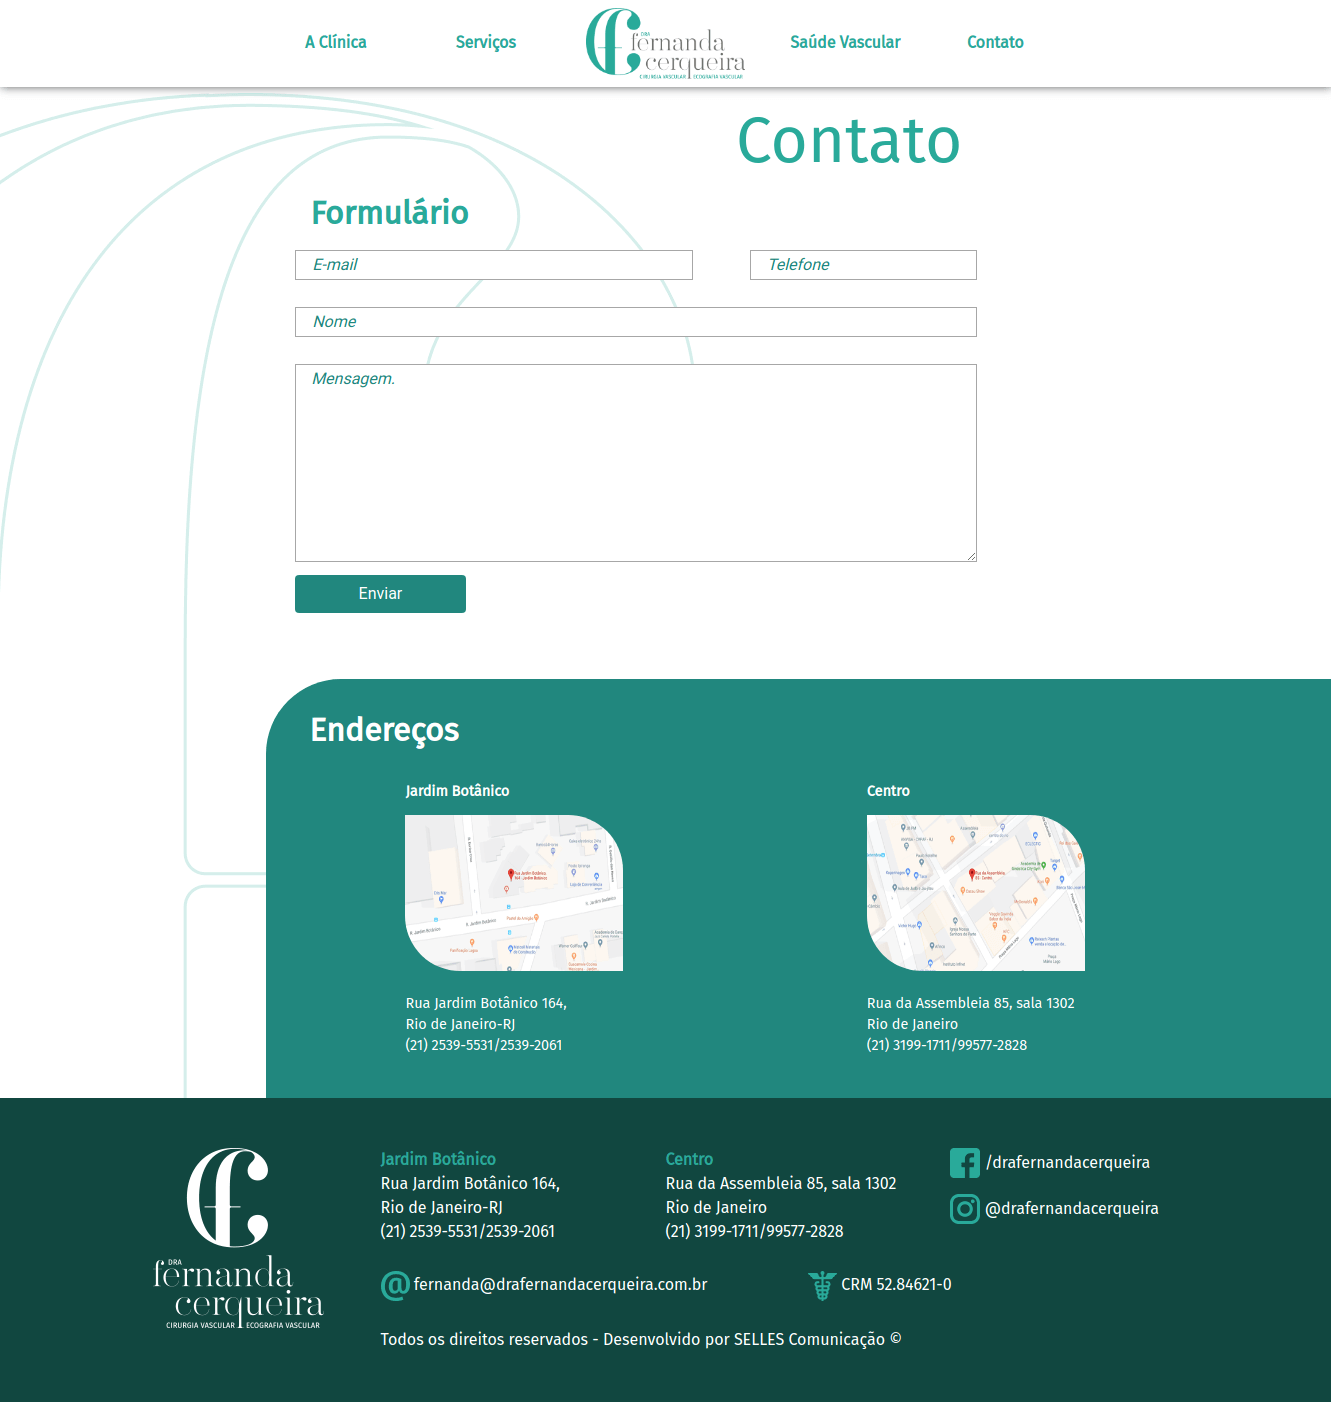 A Clínica
Serviços
DRA
fernanda
cerqueira
CIRURGIA VASCULAR ECOGRAFIA VASCULAR
Saúde Vascular
Contato
Contato
Formulário
E-mail
Telefone
Nome
Mensagem.
Enviar
Endereços
Jardim Botânico
Centro
Rua Jardim Botânico 164,
Rio de Janeiro-RJ
(21) 2539-5531/2539-2061
Rua da Assembleia 85, sala 1302
Rio de Janeiro
(21) 3199-1711/99577-2828
DRA
fernanda
cerqueira
CIRURGIA VASCULAR ECOGRAFIA VASCULAR
Jardim Botânico
Rua Jardim Botânico 164,
Rio de Janeiro-RJ
(21) 2539-5531/2539-2061
Centro
Rua da Assembleia 85, sala 1302
Rio de Janeiro
(21) 3199-1711/99577-2828
/drafernandacerqueira
@drafernandacerqueira
fernanda@drafernandacerqueira.com.br
CRM 52.84621-0
Todos os direitos reservados - Desenvolvido por SELLES Comunicação ©